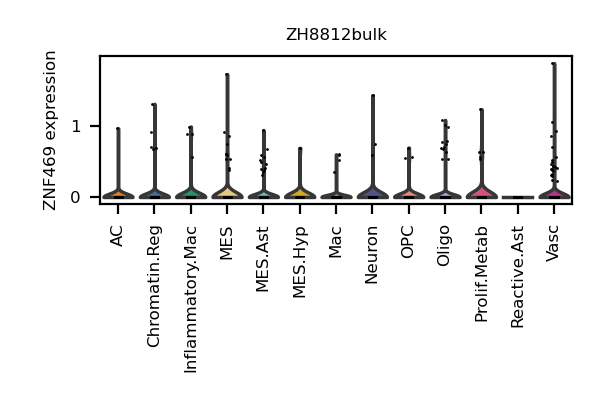 ZH8812bulk
ZNF469 expression
1
0
AC
Chromatin.Reg
Inflammatory.Mac
MES
MES.Ast
MES.Hyp
Mac
Neuron
OPC
Oligo
Prolif.Metab
Reactive.Ast
Vasc